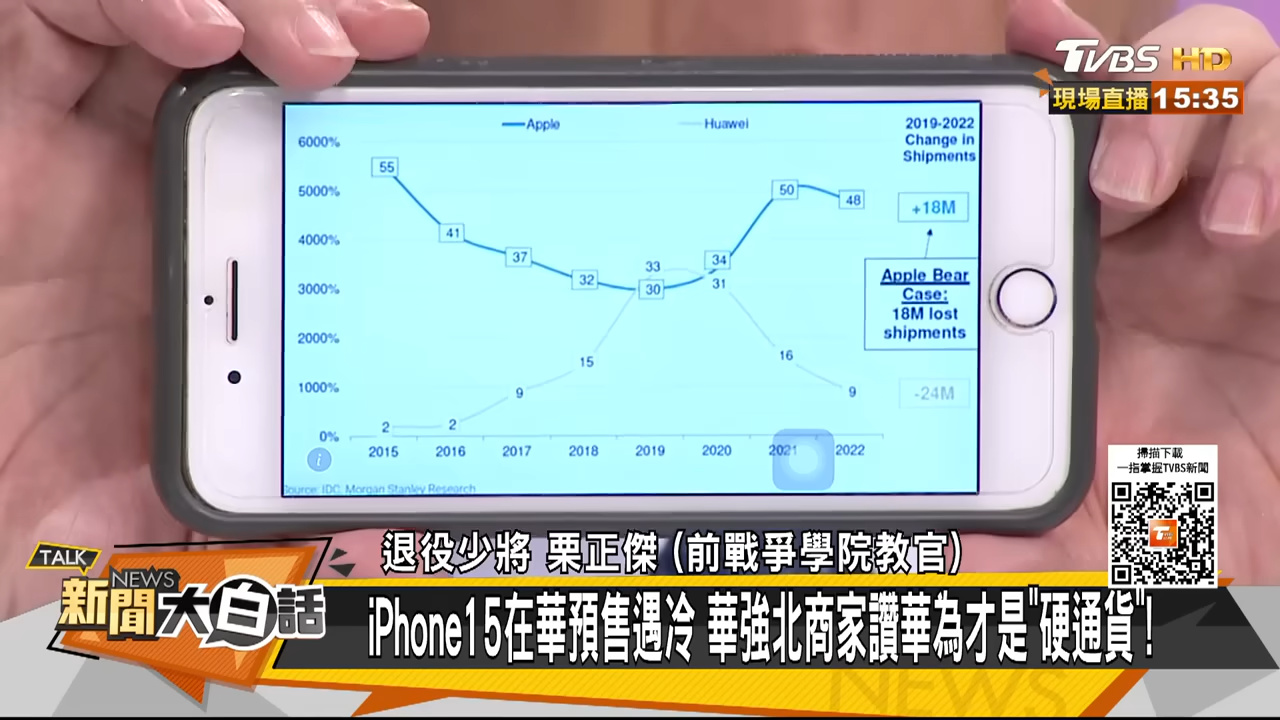 TVBS HD
現場直播 15:35
Apple
Huawei
2019-2022
Change in
Shipments
6000%
5000%
4000%
3000%
2000%
1000%
0%
55
41
37
32
33
30
34
31
50
48
2
2
9
15
16
9
+18M
Apple Bear
Case:
18M lost
shipments
-24M
2015
2016
2017
2018
2019
2020
2021
2022
i
Source: IDC, Morgan Stanley Research
掃描下載
一指掌握TVBS新聞
退役少將 栗正傑 (前戰爭學院教官)
TALK
NEWS
新聞大白話
iPhone15在華預售遇冷 華強北商家讚華為才是"硬通貨"!
NEWS